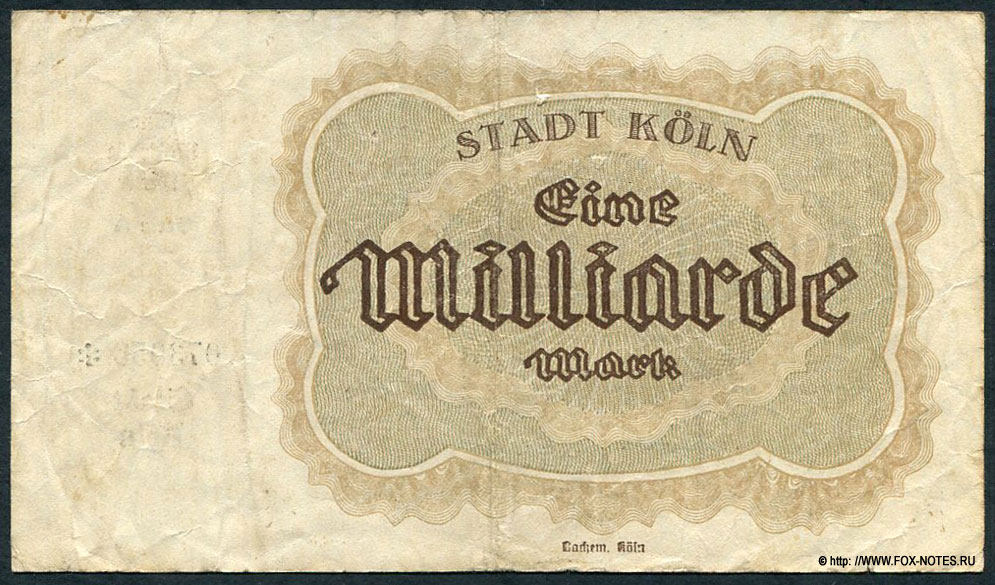 STADT KÖLN
Eine
Milliarde
Mark
Bachem. Köln
© http: //WWW.FOX-NOTES.RU